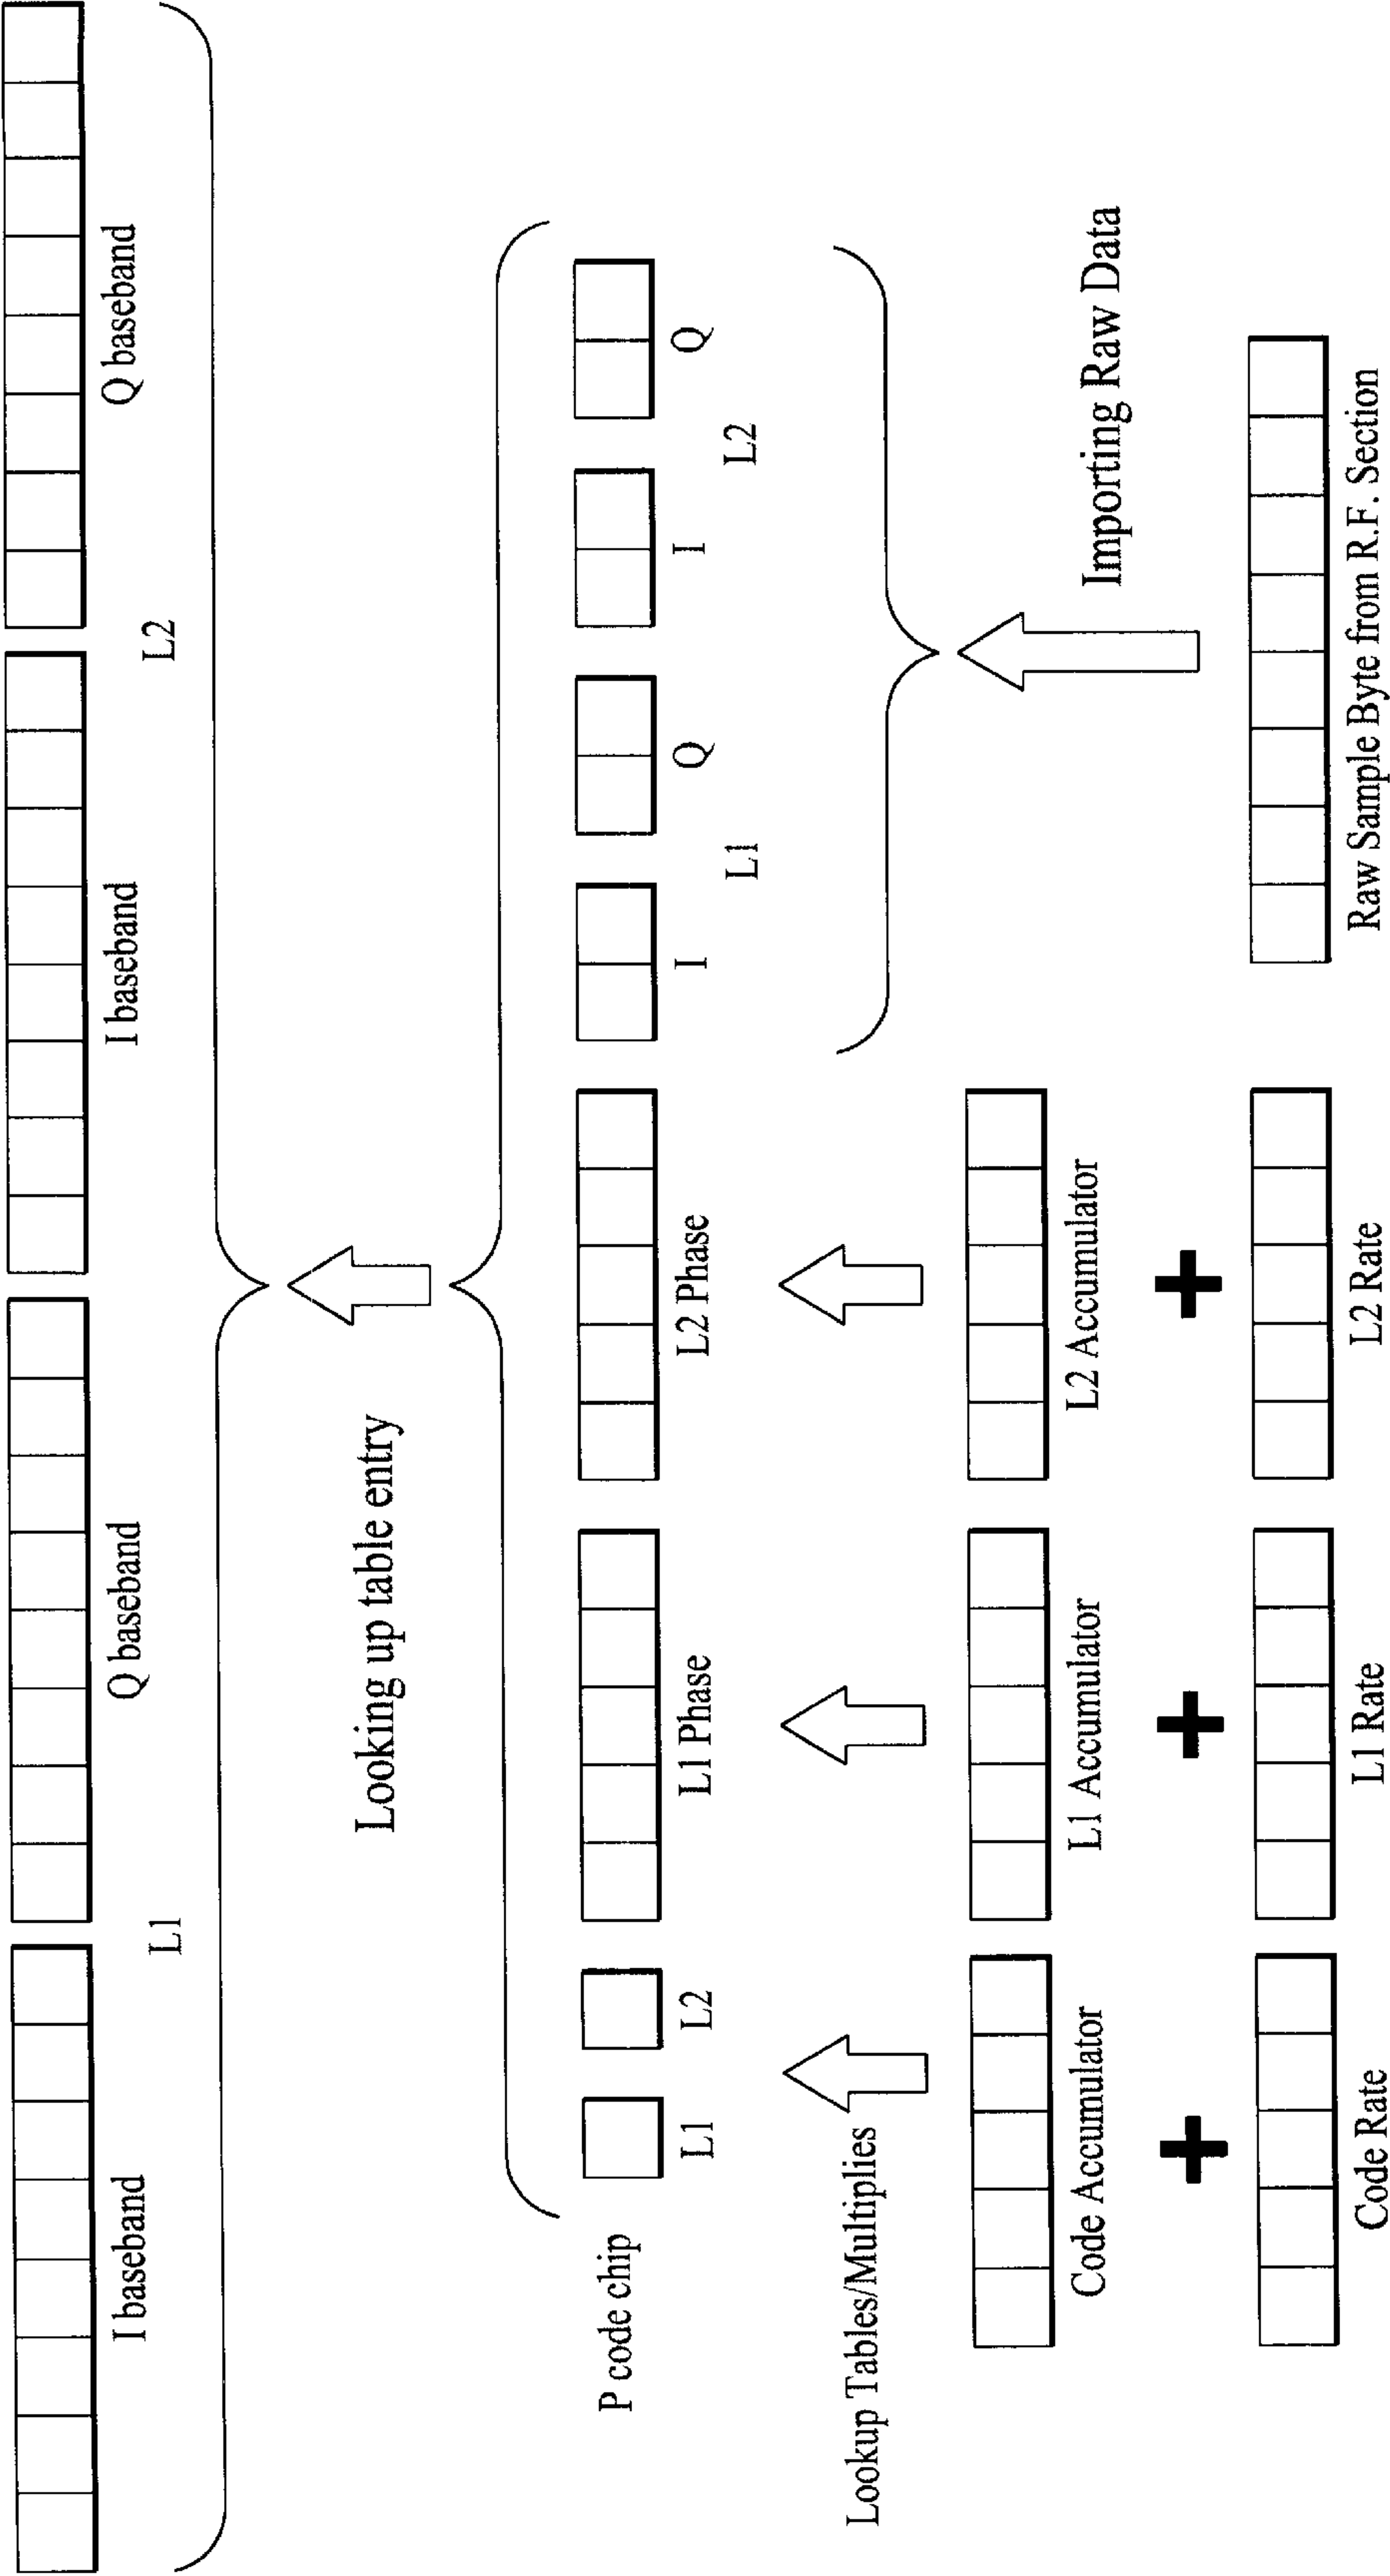 I baseband
Q baseband
I baseband
Q baseband
L1
L2
Looking up table entry
P code chip
L1
L2
L1 Phase
L2 Phase
I
Q
I
Q
L1
L2
Lookup Tables/Multiplies
Code Accumulator
L1 Accumulator
L2 Accumulator
Importing Raw Data
+
+
+
Code Rate
L1 Rate
L2 Rate
Raw Sample Byte from R.F. Section